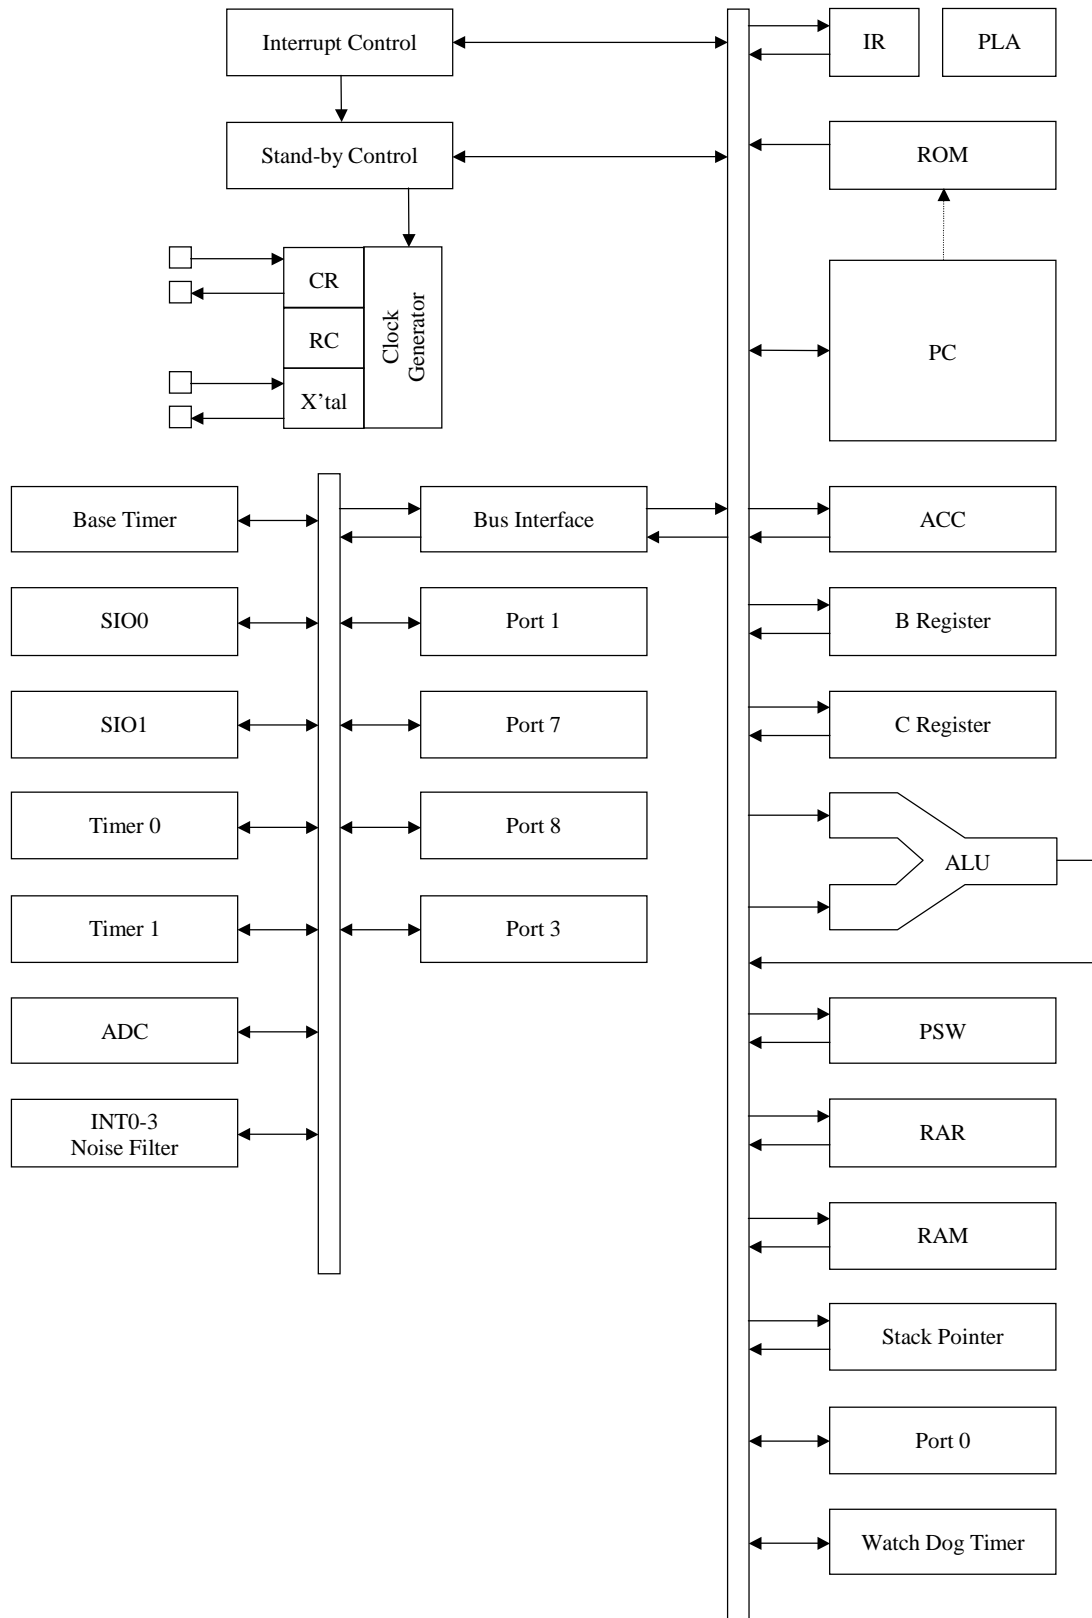 Interrupt Control
IR
PLA
Stand-by Control
ROM
CR
RC
X’tal
Clock
Generator
PC
Base Timer
Bus Interface
ACC
SIO0
Port 1
B Register
SIO1
Port 7
C Register
Timer 0
Port 8
ALU
Timer 1
Port 3
ADC
PSW
INT0-3
Noise Filter
RAR
RAM
Stack Pointer
Port 0
Watch Dog Timer